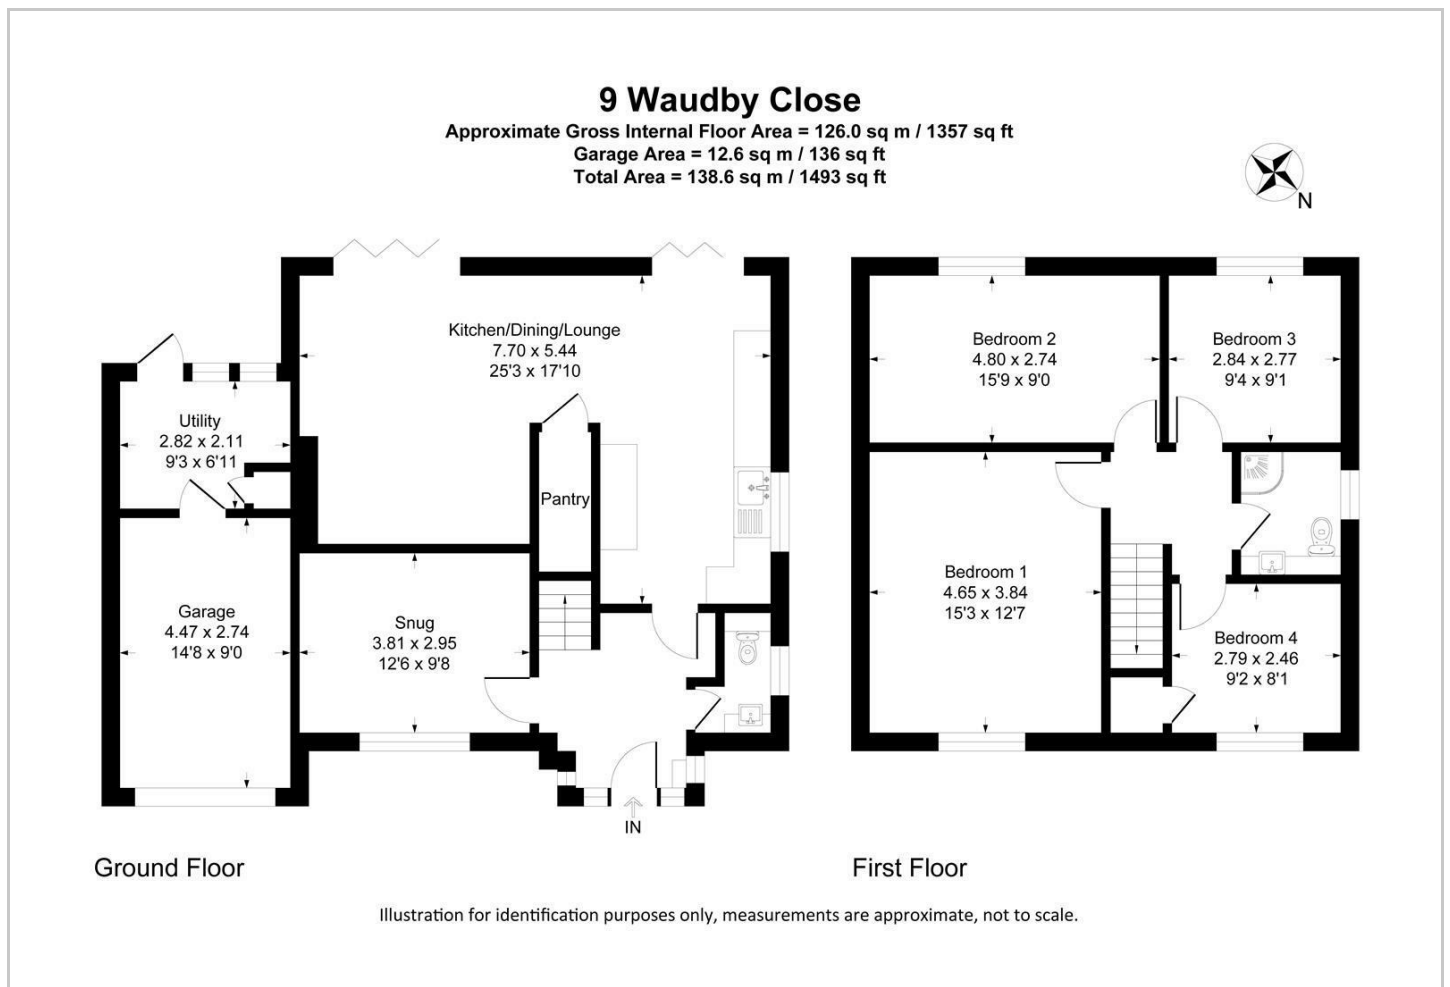 9 Waudby Close
Approximate Gross Internal Floor Area = 126.0 sq m / 1357 sq ft
Garage Area = 12.6 sq m / 136 sq ft
Total Area = 138.6 sq m / 1493 sq ft
N
Kitchen/Dining/Lounge
7.70 x 5.44
25'3 x 17'10
Utility
2.82 x 2.11
9'3 x 6'11
Pantry
Garage
4.47 x 2.74
14'8 x 9'0
Snug
3.81 x 2.95
12'6 x 9'8
IN
Ground Floor
Bedroom 2
4.80 x 2.74
15'9 x 9'0
Bedroom 3
2.84 x 2.77
9'4 x 9'1
Bedroom 1
4.65 x 3.84
15'3 x 12'7
Bedroom 4
2.79 x 2.46
9'2 x 8'1
First Floor
Illustration for identification purposes only, measurements are approximate, not to scale.